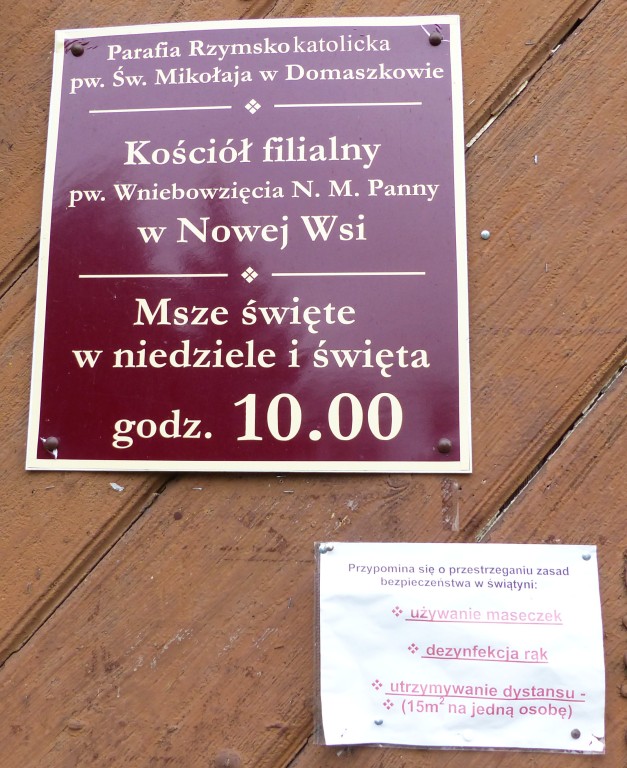 Parafia Rzymskokatolicka
pw. Św. Mikołaja w Domaszkowie
Kościół filialny
pw. Wniebowzięcia N. M. Panny
w Nowej Wsi
Msze święte
w niedziele i święta
godz. 10.00
Przypomina się o przestrzeganiu zasad
bezpieczeństwa w świątyni:
❖ używanie maseczek
❖ dezynfekcja rąk
❖ utrzymywanie dystansu -
❖ (15m² na jedną osobę)